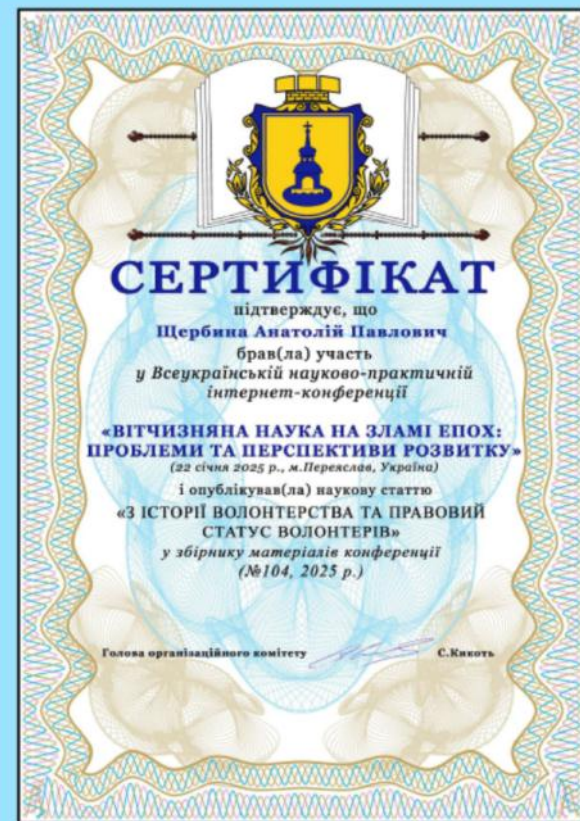 СЕРТИФІКАТ
підтверджує, що
Щербина Анатолій Павлович
брав(ла) участь
у Всеукраїнській науково-практичній
інтернет-конференції
«ВІТЧИЗНЯНА НАУКА НА ЗЛАМІ ЕПОХ:
ПРОБЛЕМИ ТА ПЕРСПЕКТИВИ РОЗВИТКУ»
(22 січня 2025 р., м.Переяслав, Україна)
і опублікував(ла) наукову статтю
«З ІСТОРІЇ ВОЛОНТЕРСТВА ТА ПРАВОВИЙ
СТАТУС ВОЛОНТЕРІВ»
у збірнику матеріалів конференції
(№104, 2025 р.)
Голова організаційного комітету С.Кикоть